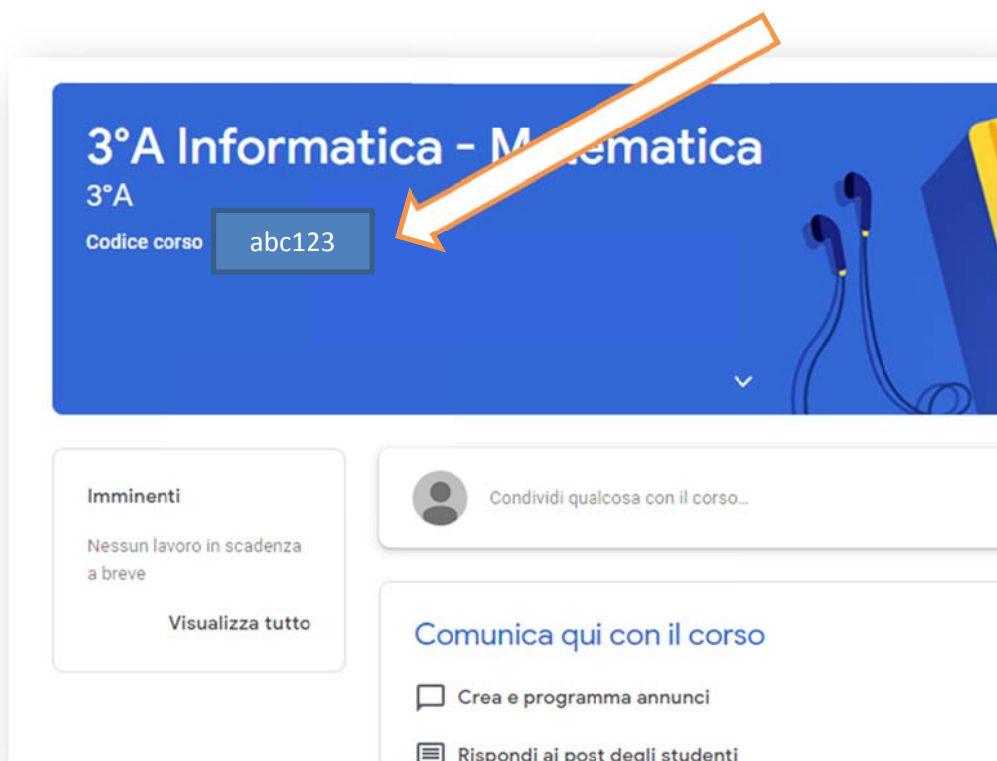 3°A Informatica - Matematica
3°A
Codice corso abc123
Imminenti
Nessun lavoro in scadenza
a breve
Visualizza tutto
Condividi qualcosa con il corso...
Comunica qui con il corso
Crea e programma annunci
Rispondi ai post degli studenti